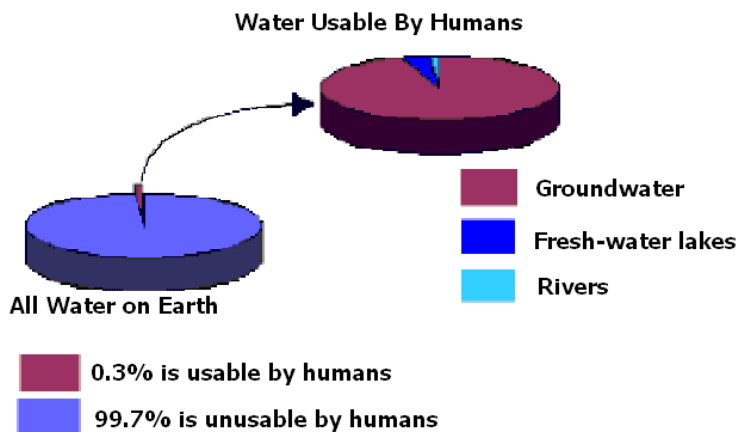 Water Usable By Humans
Groundwater
Fresh-water lakes
Rivers
All Water on Earth
0.3% is usable by humans
99.7% is unusable by humans